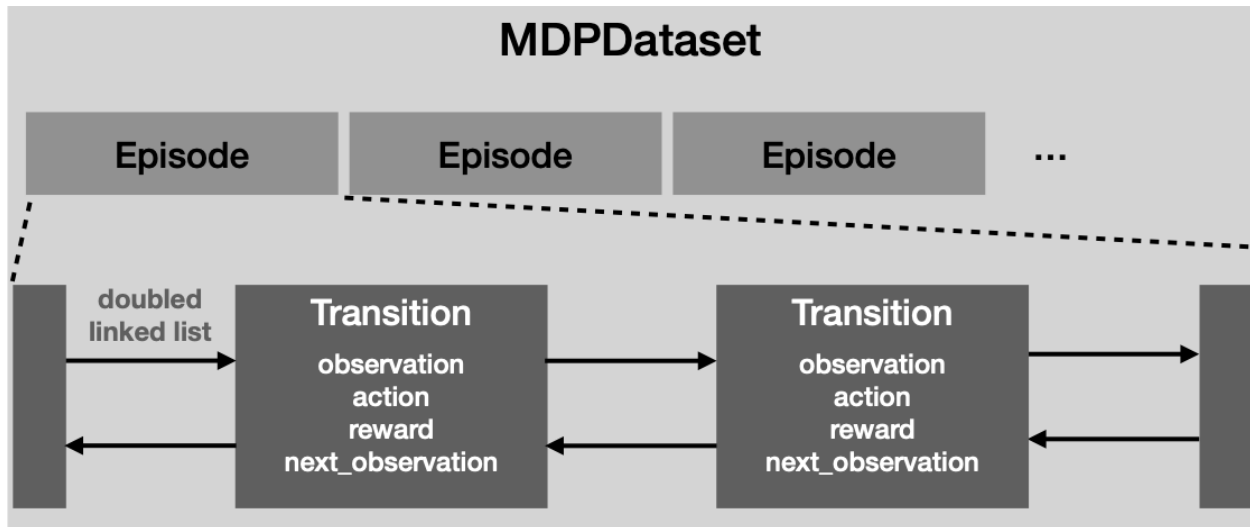 MDPDataset
Episode
Episode
Episode
...
doubled
linked list
Transition
observation
action
reward
next_observation
Transition
observation
action
reward
next_observation